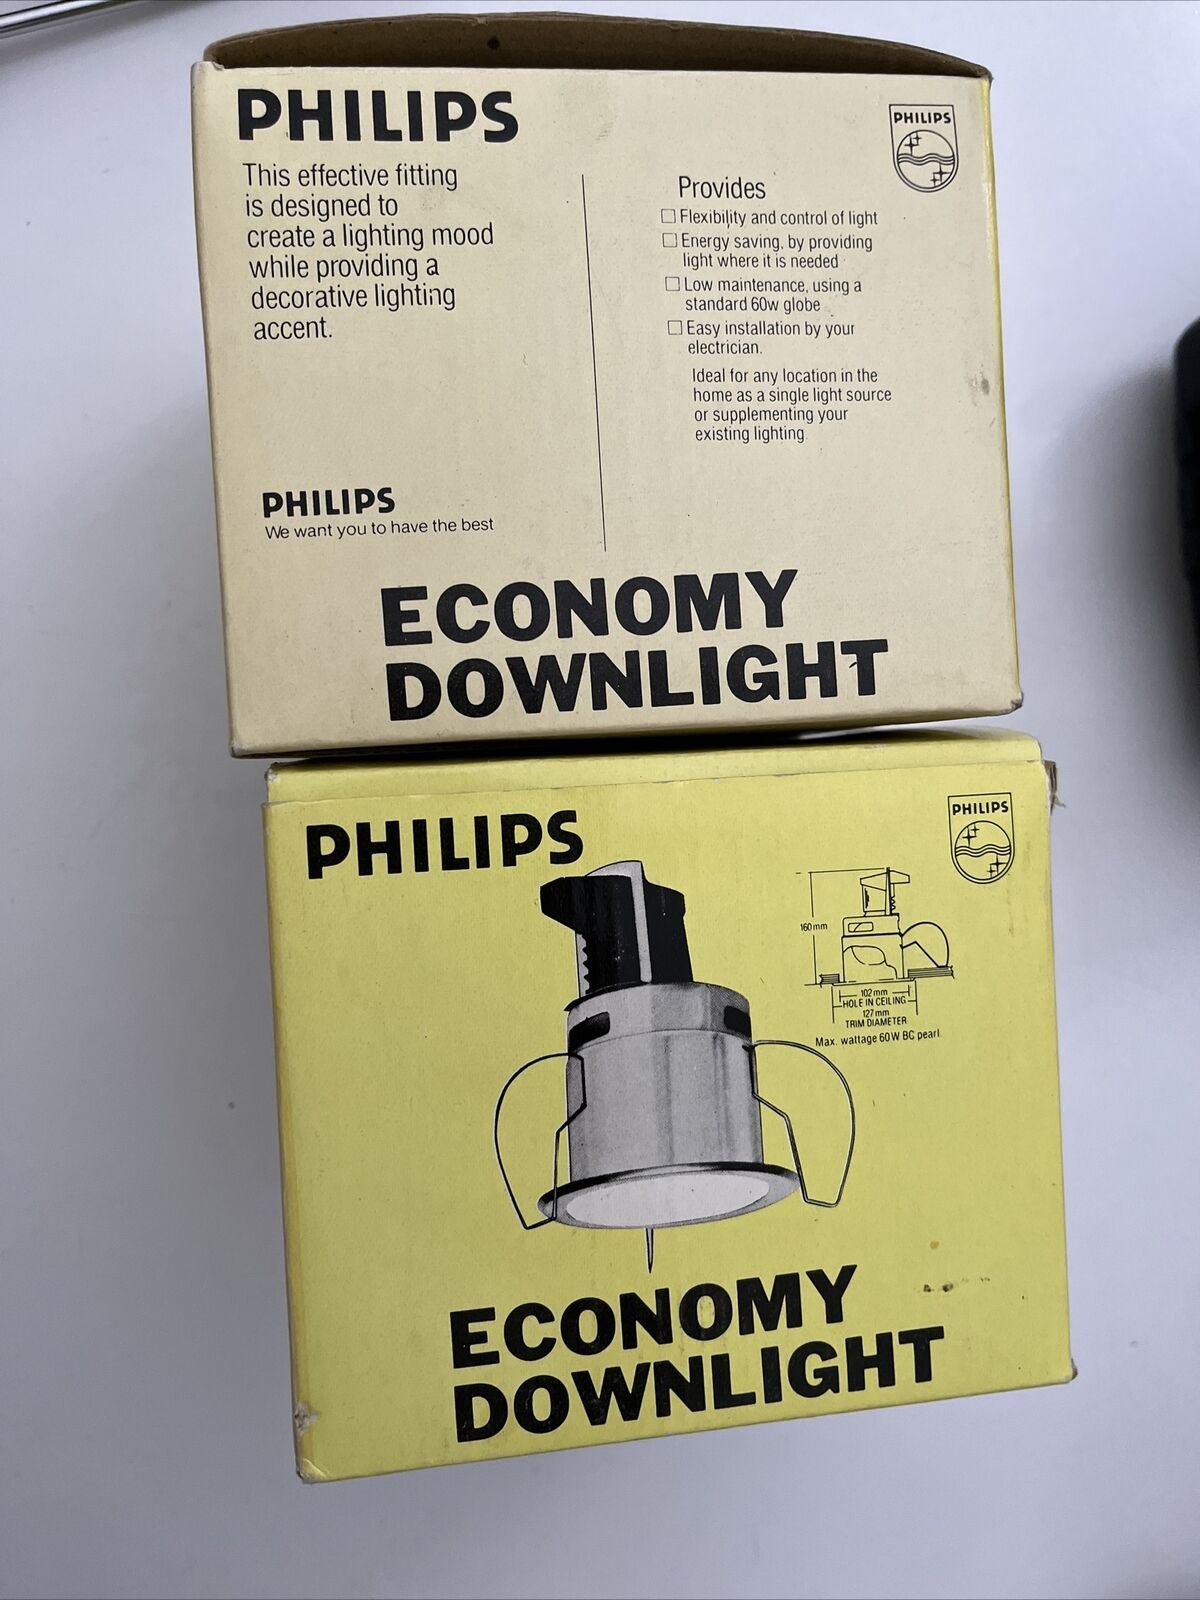 PHILIPS
This effective fitting
is designed to
create a lighting mood
while providing a
decorative lighting
accent.
PHILIPS
We want you to have the best
PHILIPS
Provides
Flexibility and control of light
Energy saving, by providing
light where it is needed
Low maintenance, using a
standard 60w globe
Easy installation by your
electrician.
Ideal for any location in the
home as a single light source
or supplementing your
existing lighting.
ECONOMY
DOWNLIGHT
PHILIPS
PHILIPS
160mm
102mm
HOLE IN CEILING
127mm
TRIM DIAMETER
Max. wattage 60W BC pearl.
ECONOMY
DOWNLIGHT